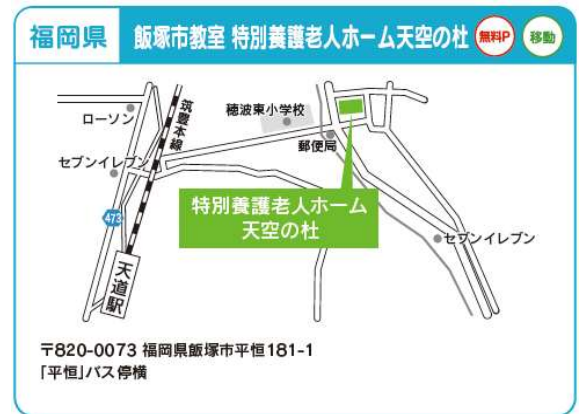 福岡県 飯塚市教室 特別養護老人ホーム天空の杜 無料P 移動
筑豊本線
ローソン
穂波東小学校
郵便局
セブンイレブン
特別養護老人ホーム
天空の杜
473
セブンイレブン
天道駅
〒820-0073 福岡県飯塚市平恒181-1
「平恒」バス停横